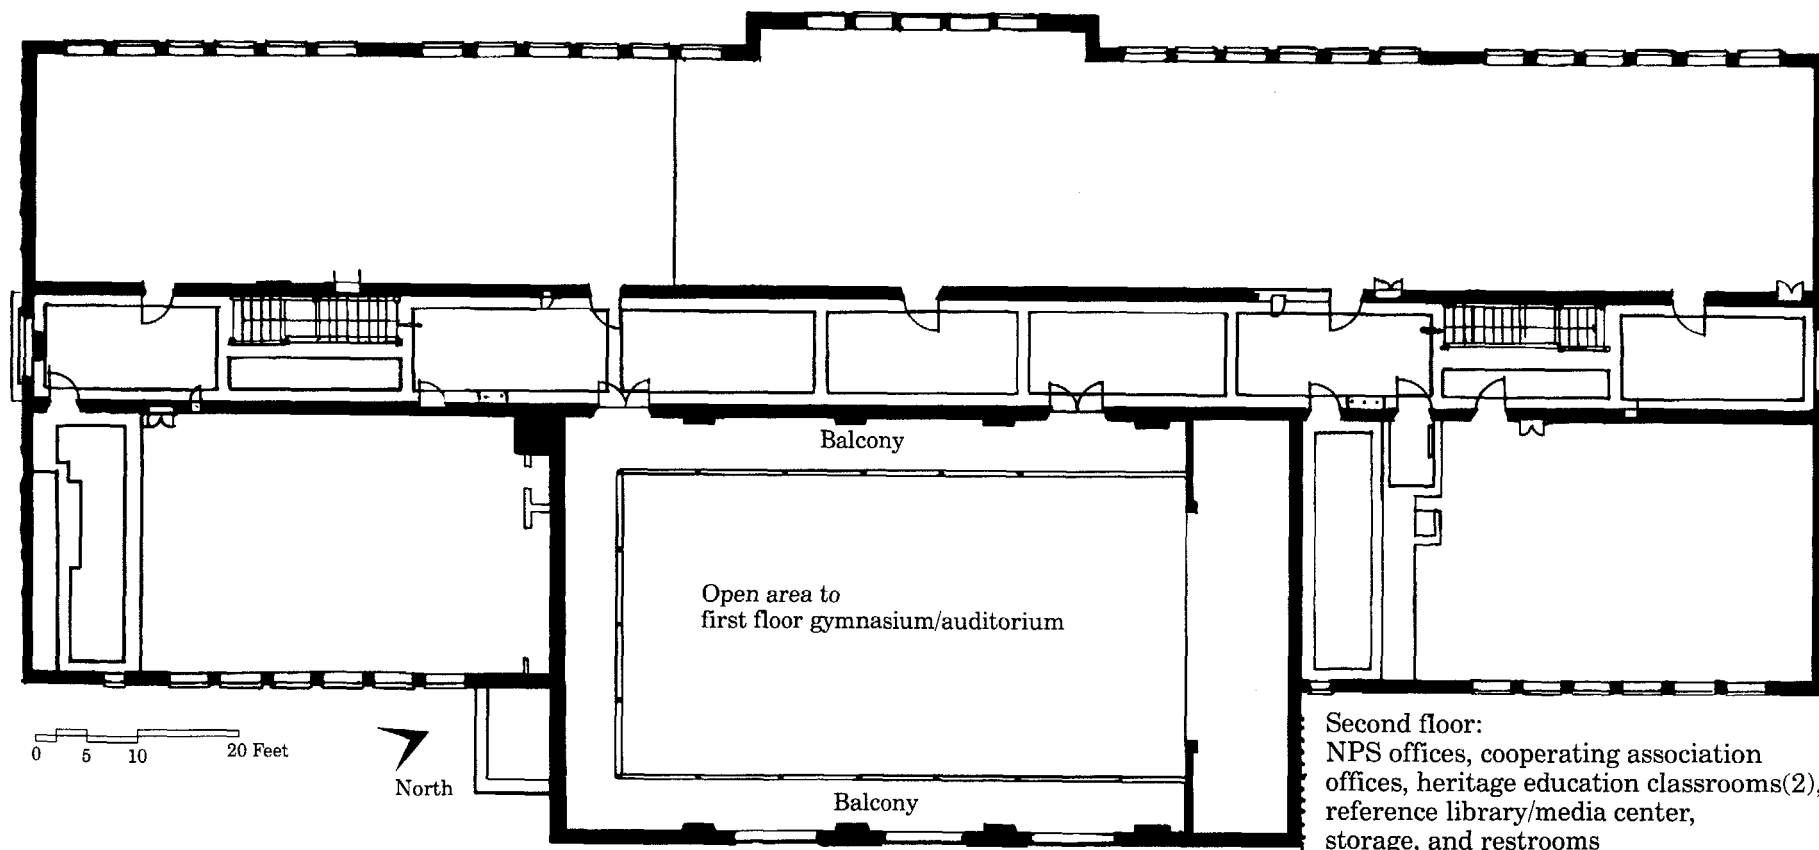 Balcony
Open area to
first floor gymnasium/auditorium
0 5 10 20 Feet
North
Balcony
Second floor:
NPS offices, cooperating association
offices, heritage education classrooms(2),
reference library/media center,
storage, and restrooms